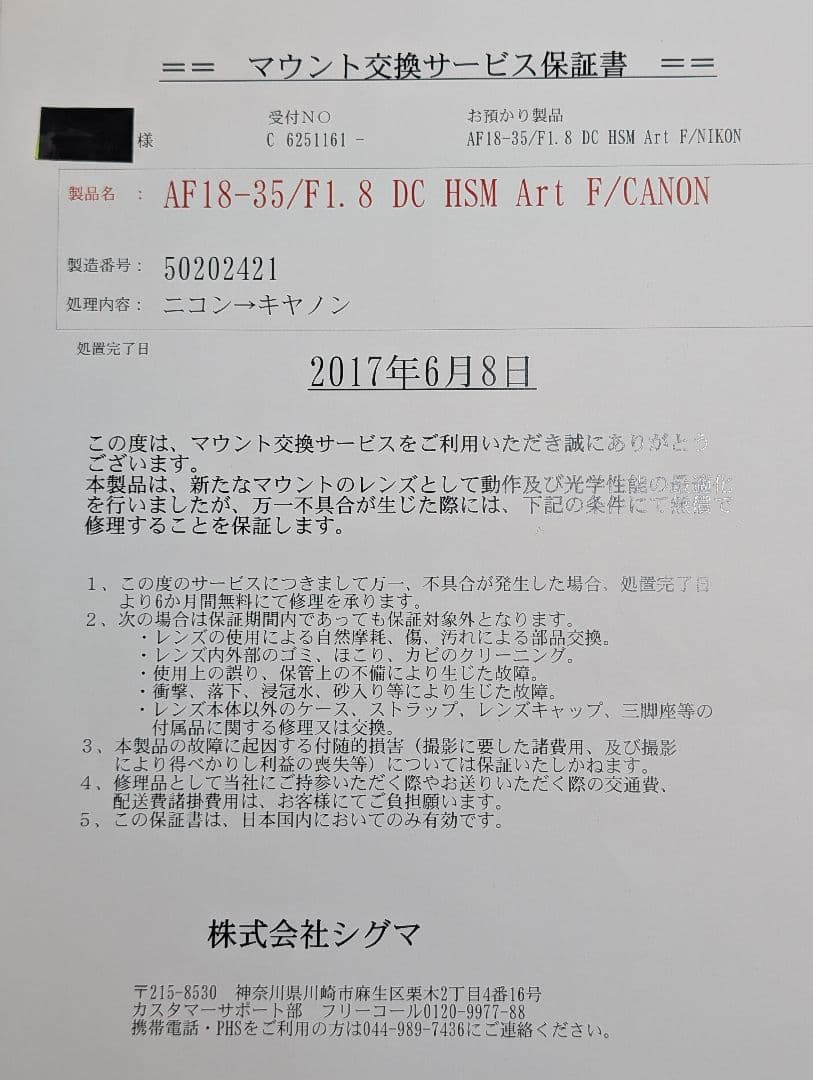 == マウント交換サービス保証書 ==
受付NO お預かり製品
様 C 6251161 - AF18-35/F1.8 DC HSM Art F/NIKON
製品名 : AF18-35/F1.8 DC HSM Art F/CANON
製造番号: 50202421
処理内容: ニコン→キヤノン
処置完了日
2017年6月8日
この度は、マウント交換サービスをご利用いただき誠にありがとう
ございます。
本製品は、新たなマウントのレンズとして動作及び光学性能の最適化
を行いましたが、万一不具合が生じた際には、下記の条件にて無償で
修理することを保証します。
1、この度のサービスにつきまして万一、不具合が発生した場合、処置完了日
より6か月間無料にて修理を承ります。
2、次の場合は保証期間内であっても保証対象外となります。
・レンズの使用による自然摩耗、傷、汚れによる部品交換。
・レンズ内外部のゴミ、ほこり、カビのクリーニング。
・使用上の誤り、保管上の不備により生じた故障。
・衝撃、落下、浸冠水、砂入り等により生じた故障。
・レンズ本体以外のケース、ストラップ、レンズキャップ、三脚座等の
付属品に関する修理又は交換。
3、本製品の故障に起因する付随的損害(撮影に要した諸費用、及び撮影
により得べかりし利益の喪失等)については保証いたしかねます。
4、修理品として当社にご持参いただく際やお送りいただく際の交通費、
配送費諸掛費用は、お客様にてご負担願います。
5、この保証書は、日本国内においてのみ有効です。
株式会社シグマ
〒215-8530 神奈川県川崎市麻生区栗木2丁目4番16号
カスタマーサポート部 フリーコール0120-9977-88
携帯電話・PHSをご利用の方は044-989-7436にご連絡ください。